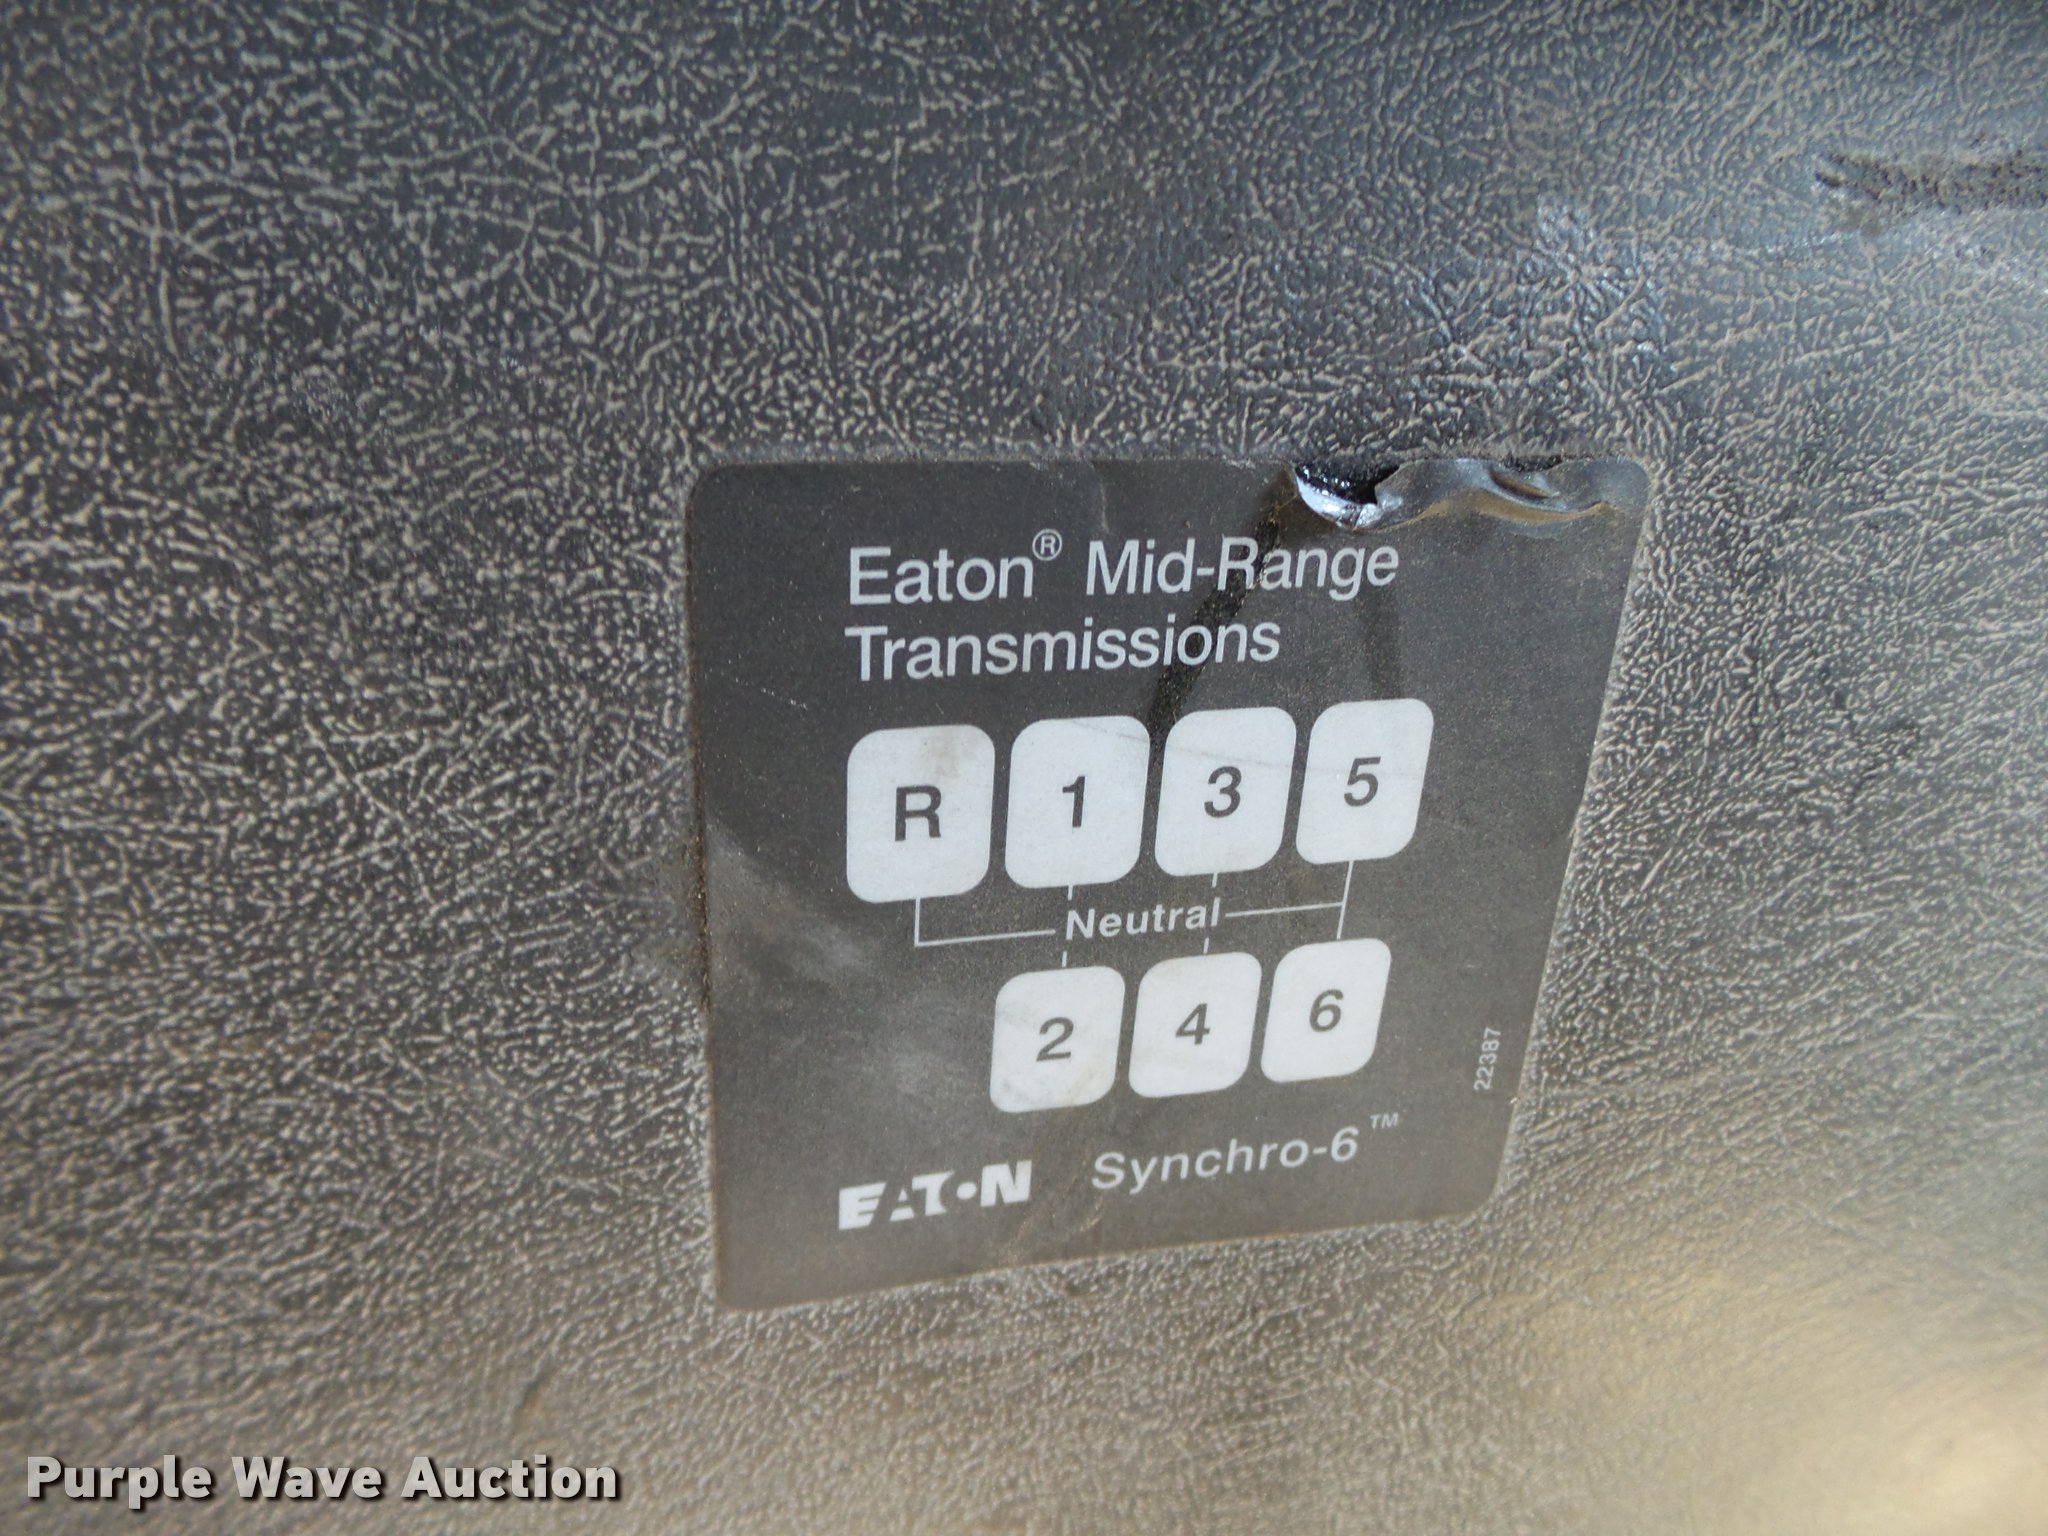 Eaton® Mid-Range
Transmissions
R 1 3 5
Neutral
2 4 6
22387
EATON Synchro-6™
Purple Wave Auction